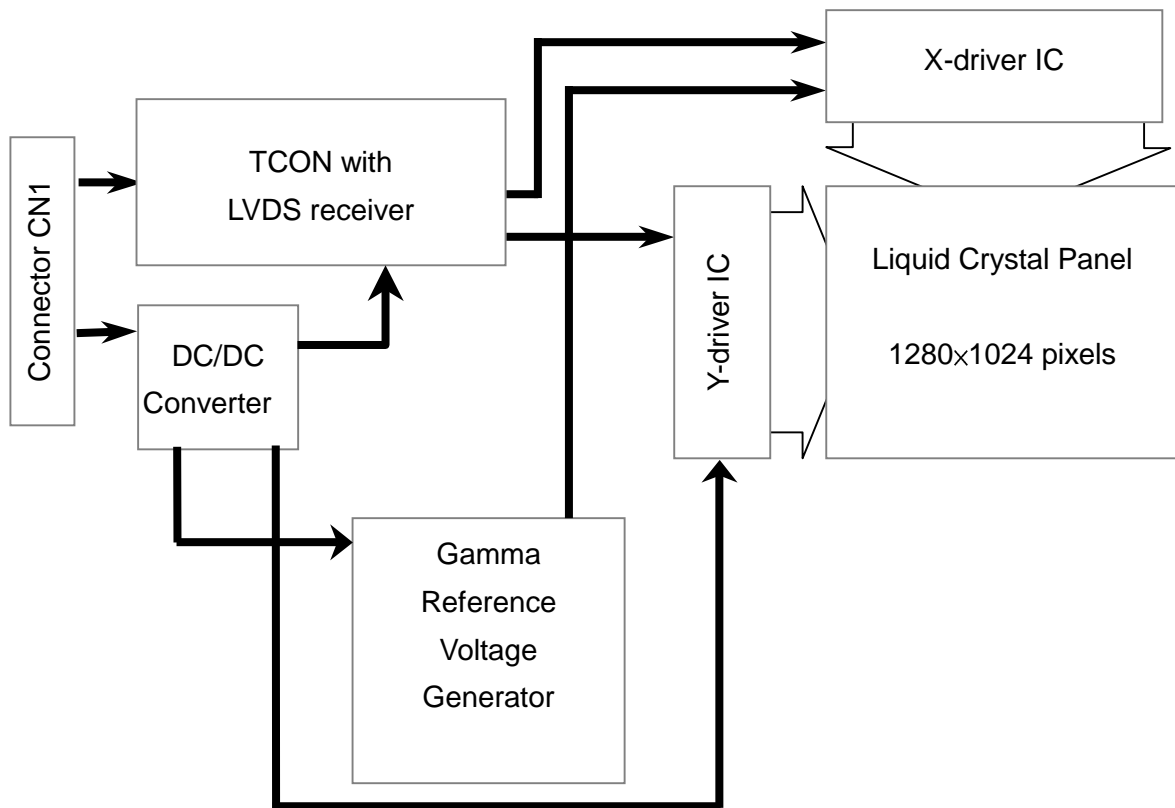 X-driver IC
TCON with
LVDS receiver
Connector CN1
Y-driver IC
Liquid Crystal Panel
1280×1024 pixels
DC/DC
Converter
Gamma
Reference
Voltage
Generator